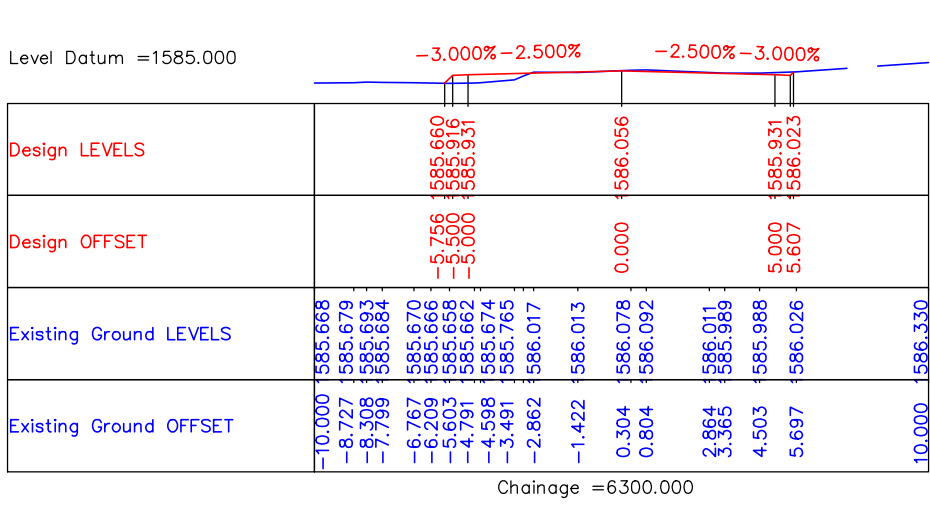 -3.000% -2.500% -2.500% -3.000%
Level Datum =1585.000
Design LEVELS 1585.660 1585.916 1585.931 1586.056 1585.931 1586.023
Design OFFSET -5.756 -5.500 -5.000 0.000 5.000 5.607
Existing Ground LEVELS 1585.668 1585.679 1585.693 1585.684 1585.670 1585.666 1585.658 1585.662 1585.674 1585.765 1586.017 1586.013 1586.078 1586.092 1586.011 1585.989 1585.988 1586.026 1586.330
Existing Ground OFFSET -10.000 -8.727 -8.308 -7.799 -6.767 -6.209 -5.603 -4.791 -4.598 -3.491 -2.862 -1.422 0.304 0.804 2.864 3.365 4.503 5.697 10.000
Chainage =6300.000